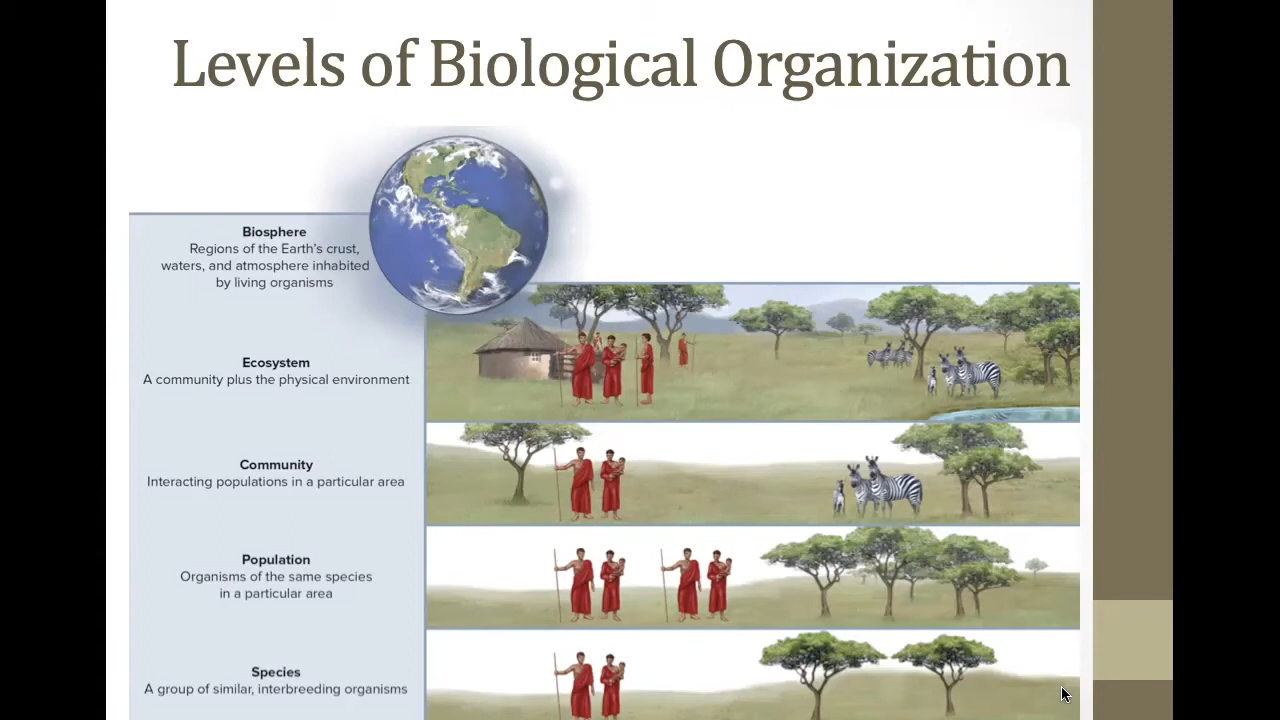 Levels of Biological Organization
Biosphere
Regions of the Earth's crust,
waters, and atmosphere inhabited
by living organisms
Ecosystem
A community plus the physical environment
Community
Interacting populations in a particular area
Population
Organisms of the same species
in a particular area
Species
A group of similar, interbreeding organisms